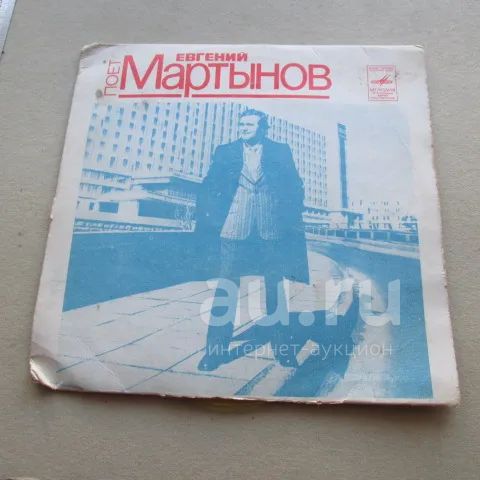 ПОЕТ
ЕВГЕНИЙ
Мартынов
МЕЛОДИЯ
au.ru
интернет-аукцион